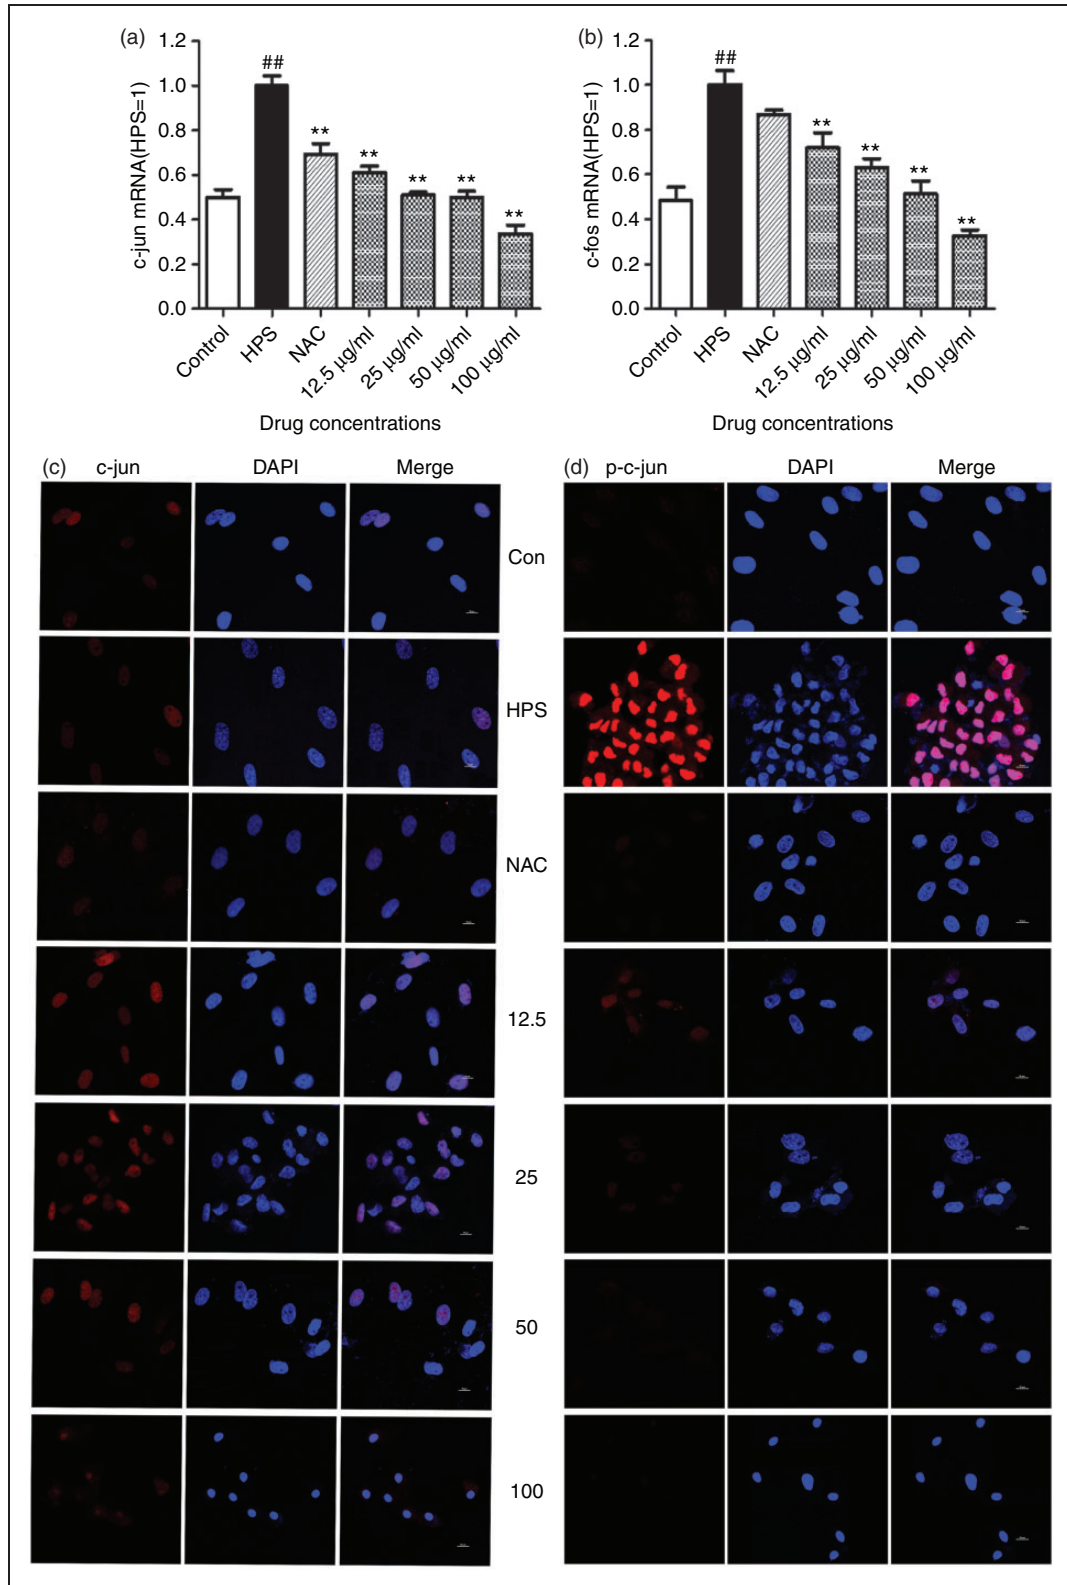 (a)
1.2
1.0
0.8
0.6
0.4
0.2
0.0
c-jun mRNA(HPS=1)
##
**
**
**
**
**
Control
HPS
NAC
12.5 µg/ml
25 µg/ml
50 µg/ml
100 µg/ml
Drug concentrations
(b)
1.2
1.0
0.8
0.6
0.4
0.2
0.0
c-fos mRNA(HPS=1)
##
**
**
**
**
Control
HPS
NAC
12.5 µg/ml
25 µg/ml
50 µg/ml
100 µg/ml
Drug concentrations
(c) c-jun DAPI Merge
(d) p-c-jun DAPI Merge
Con
HPS
NAC
12.5
25
50
100